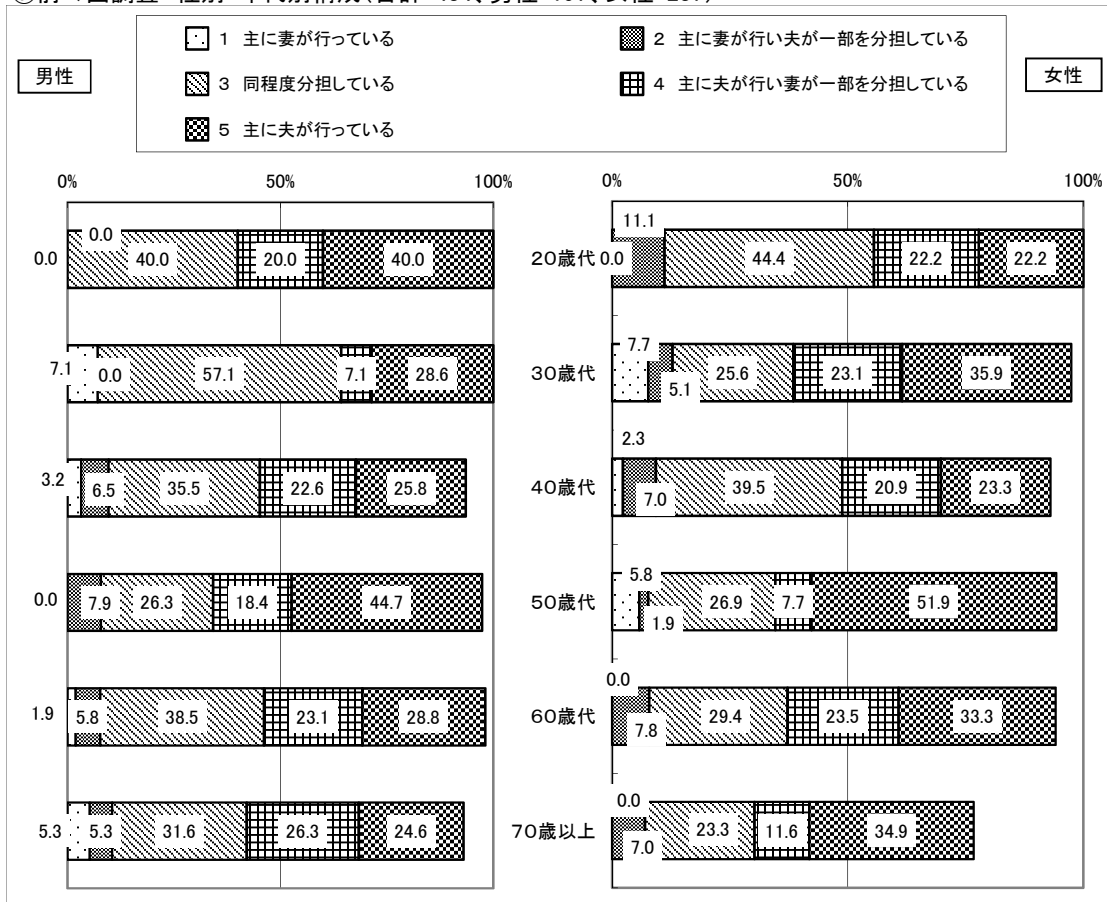 男性
女性
1 主に妻が行っている
2 主に妻が行い夫が一部を分担している
3 同程度分担している
4 主に夫が行い妻が一部を分担している
5 主に夫が行っている
0% 50% 100% 0% 50% 100%
0.0 0.0 40.0 20.0 40.0 20歳代 0.0 11.1 44.4 22.2 22.2
7.1 0.0 57.1 7.1 28.6 30歳代 7.7 5.1 25.6 23.1 35.9
3.2 6.5 35.5 22.6 25.8 40歳代 2.3 7.0 39.5 20.9 23.3
0.0 7.9 26.3 18.4 44.7 50歳代 5.8 1.9 26.9 7.7 51.9
1.9 5.8 38.5 23.1 28.8 60歳代 0.0 7.8 29.4 23.5 33.3
5.3 5.3 31.6 26.3 24.6 70歳以上 0.0 7.0 23.3 11.6 34.9